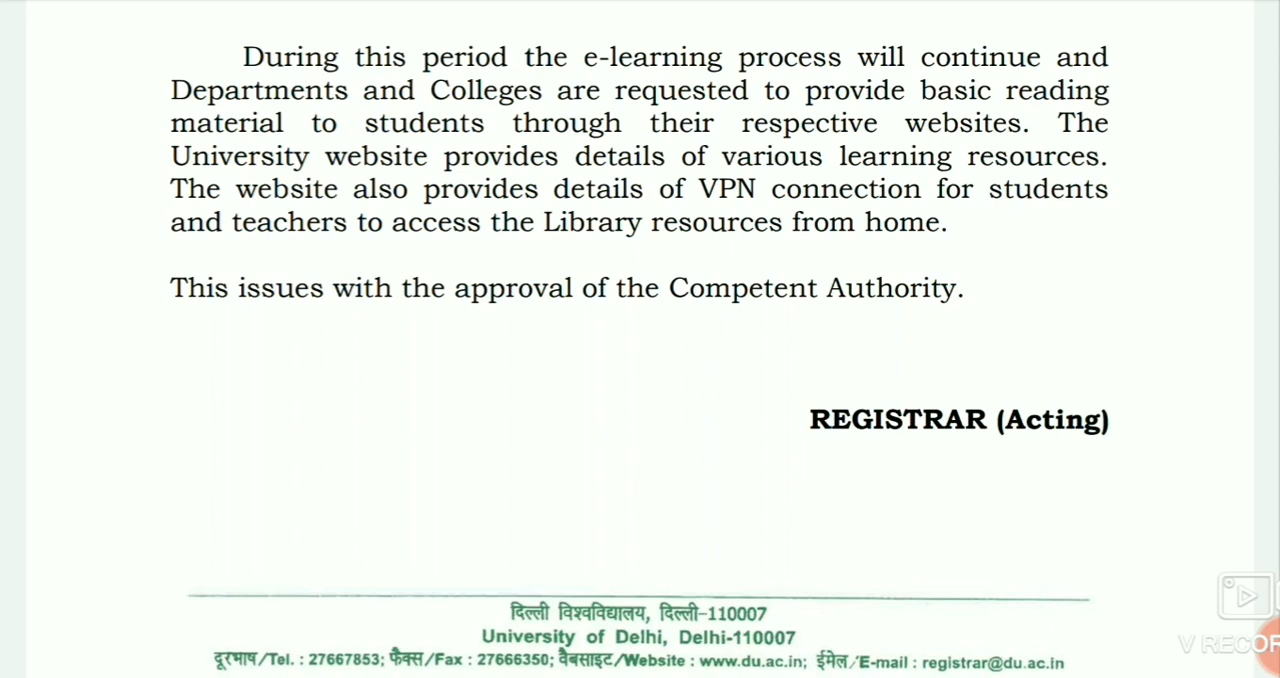 During this period the e-learning process will continue and
Departments and Colleges are requested to provide basic reading
material to students through their respective websites. The
University website provides details of various learning resources.
The website also provides details of VPN connection for students
and teachers to access the Library resources from home.
This issues with the approval of the Competent Authority.
REGISTRAR (Acting)
दिल्ली विश्वविद्यालय, दिल्ली-110007
University of Delhi, Delhi-110007
दूरभाष/Tel. : 27667853; फैक्स/Fax : 27666350; वैबसाइट/Website : www.du.ac.in; ईमेल/E-mail : registrar@du.ac.in
V RECOR